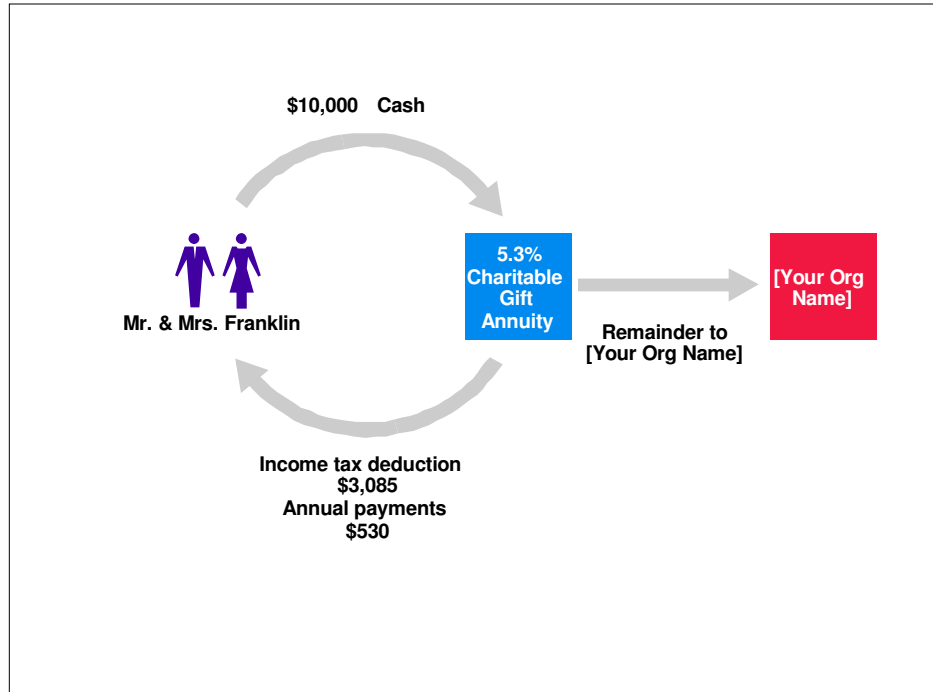 $10,000 Cash
5.3%
Charitable
Gift
Annuity
[Your Org
Name]
Mr. & Mrs. Franklin
Remainder to
[Your Org Name]
Income tax deduction
$3,085
Annual payments
$530